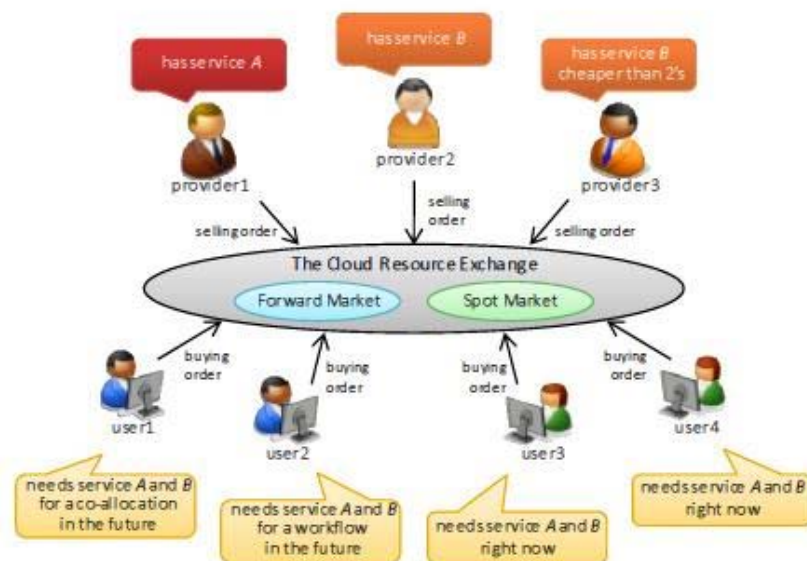 has service A
has service B
has service B
cheaper than 2's
provider1
provider2
provider3
selling order
selling
order
selling order
The Cloud Resource Exchange
Forward Market
Spot Market
buying
order
buying
order
buying
order
buying
order
user1
user2
user3
user4
needs service A and B
for a co-allocation
in the future
needs service A and B
for a workflow
in the future
needs service A and B
right now
needs service A and B
right now